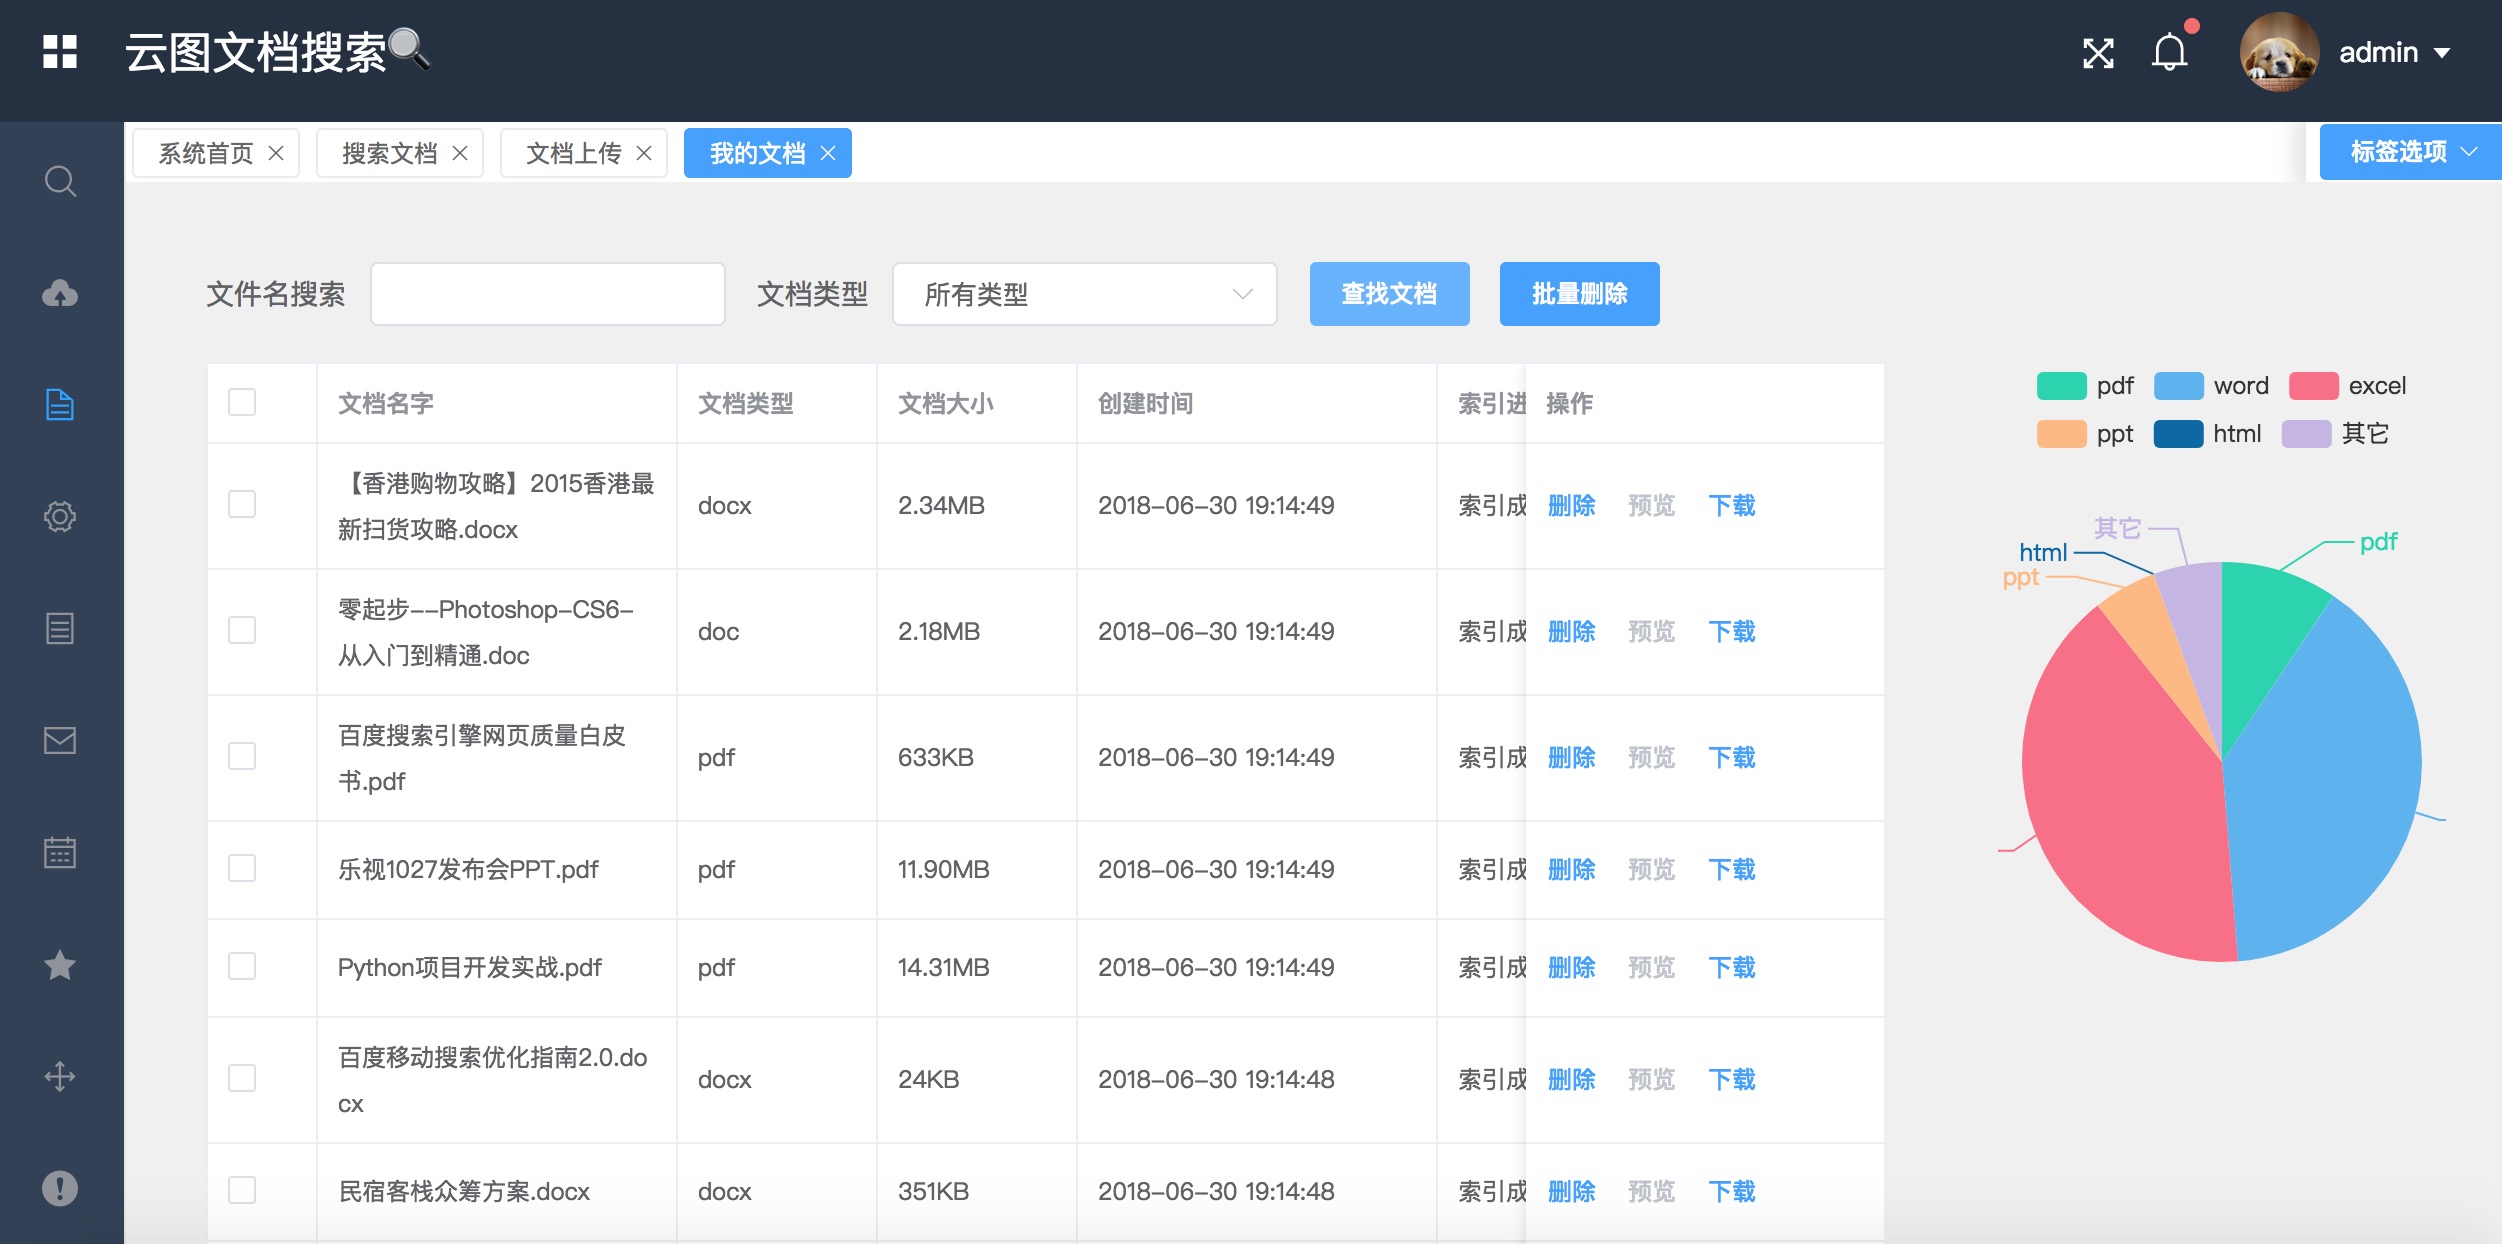 云图文档搜索
admin
系统首页
搜索文档
文档上传
我的文档
标签选项
文件名搜索
文档类型
所有类型
查找文档
批量删除
文档名字 文档类型 文档大小 创建时间 索引进 操作
【香港购物攻略】2015香港最
新扫货攻略.docx
docx 2.34MB 2018-06-30 19:14:49 索引成 删除 预览 下载
零起步--Photoshop-CS6-
从入门到精通.doc
doc 2.18MB 2018-06-30 19:14:49 索引成 删除 预览 下载
百度搜索引擎网页质量白皮
书.pdf
pdf 633KB 2018-06-30 19:14:49 索引成 删除 预览 下载
乐视1027发布会PPT.pdf pdf 11.90MB 2018-06-30 19:14:49 索引成 删除 预览 下载
Python项目开发实战.pdf pdf 14.31MB 2018-06-30 19:14:49 索引成 删除 预览 下载
百度移动搜索优化指南2.0.do
cx
docx 24KB 2018-06-30 19:14:48 索引成 删除 预览 下载
民宿客栈众筹方案.docx docx 351KB 2018-06-30 19:14:48 索引成 删除 预览 下载
pdf word excel
ppt html 其它
其它
pdf
html
ppt